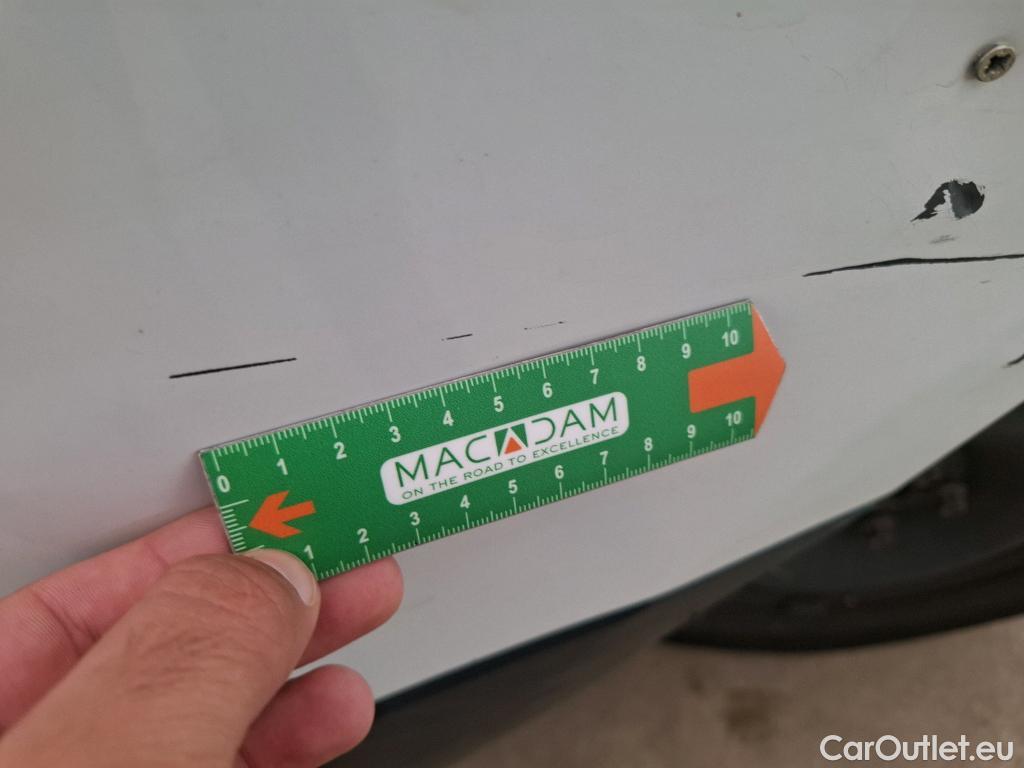 0 1 2 3 4 5 6 7 8 9 10
MACADAM
ON THE ROAD TO EXCELLENCE
1 2 3 4 5 6 7 8 9 10
CarOutlet.eu